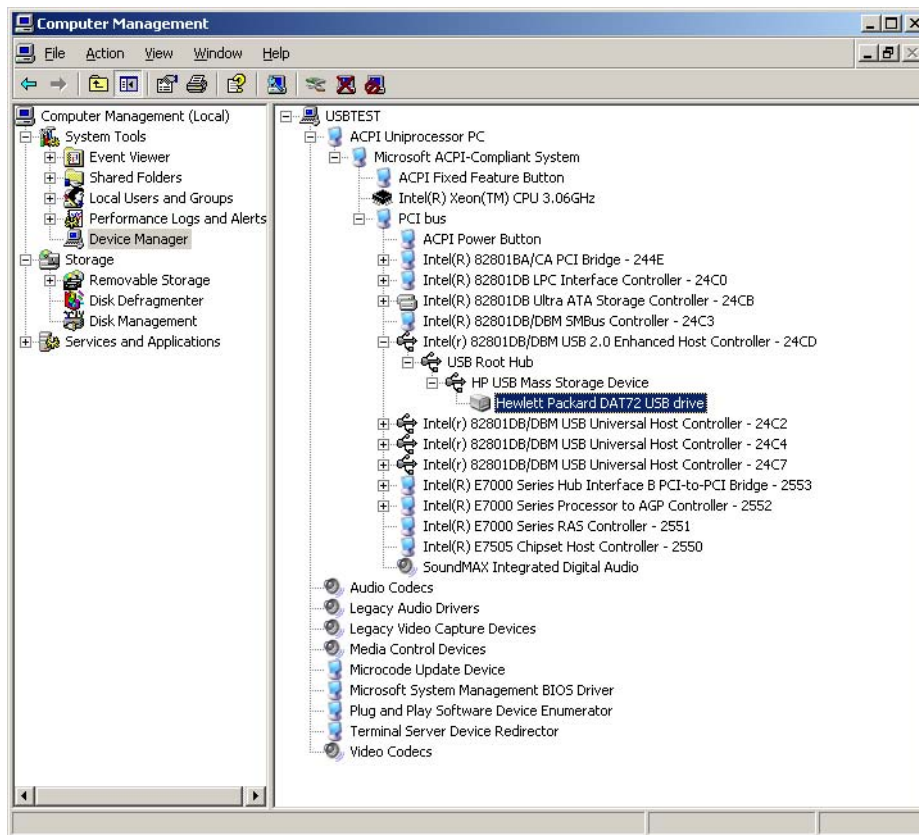 Computer Management
File Action View Window Help
Computer Management (Local)
System Tools
Event Viewer
Shared Folders
Local Users and Groups
Performance Logs and Alerts
Device Manager
Storage
Removable Storage
Disk Defragmenter
Disk Management
Services and Applications
USBTEST
ACPI Uniprocessor PC
Microsoft ACPI-Compliant System
ACPI Fixed Feature Button
Intel(R) Xeon(TM) CPU 3.06GHz
PCI bus
ACPI Power Button
Intel(R) 82801BA/CA PCI Bridge - 244E
Intel(R) 82801DB LPC Interface Controller - 24C0
Intel(R) 82801DB Ultra ATA Storage Controller - 24CB
Intel(R) 82801DB/DBM SMBus Controller - 24C3
Intel(r) 82801DB/DBM USB 2.0 Enhanced Host Controller - 24CD
USB Root Hub
HP USB Mass Storage Device
Hewlett Packard DAT72 USB drive
Intel(r) 82801DB/DBM USB Universal Host Controller - 24C2
Intel(r) 82801DB/DBM USB Universal Host Controller - 24C4
Intel(r) 82801DB/DBM USB Universal Host Controller - 24C7
Intel(R) E7000 Series Hub Interface B PCI-to-PCI Bridge - 2553
Intel(R) E7000 Series Processor to AGP Controller - 2552
Intel(R) E7000 Series RAS Controller - 2551
Intel(R) E7505 Chipset Host Controller - 2550
SoundMAX Integrated Digital Audio
Audio Codecs
Legacy Audio Drivers
Legacy Video Capture Devices
Media Control Devices
Microcode Update Device
Microsoft System Management BIOS Driver
Plug and Play Software Device Enumerator
Terminal Server Device Redirector
Video Codecs